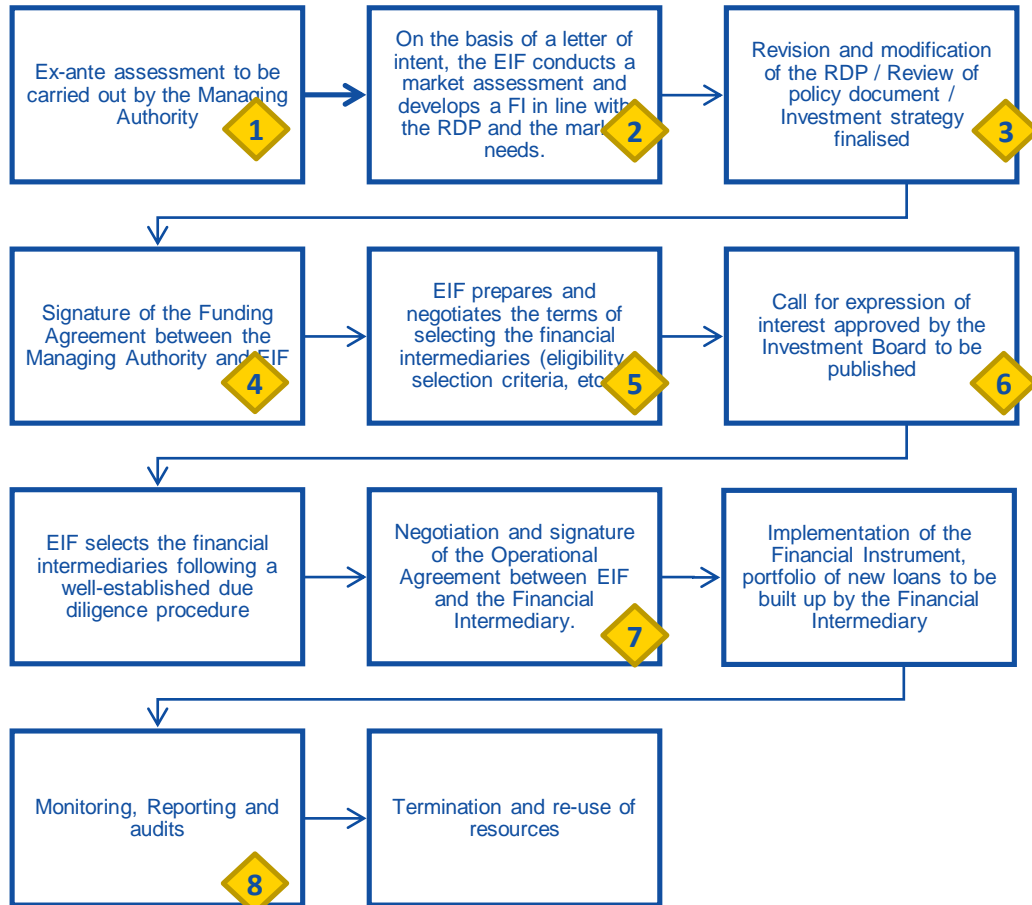 Ex-ante assessment to be
carried out by the Managing
Authority
1
On the basis of a letter of
intent, the EIF conducts a
market assessment and
develops a FI in line with
the RDP and the mark
needs.
2
Revision and modification
of the RDP / Review of
policy document /
Investment strategy
finalised
3
Signature of the Funding
Agreement between the
Managing Authority and EIF
4
EIF prepares and
negotiates the terms of
selecting the financial
intermediaries (eligibility
selection criteria, etc
5
Call for expression of
interest approved by the
Investment Board to be
published
6
EIF selects the financial
intermediaries following a
well-established due
diligence procedure
Negotiation and signature
of the Operational
Agreement between EIF
and the Financial
Intermediary.
7
Implementation of the
Financial Instrument,
portfolio of new loans to be
built up by the Financial
Intermediary
Monitoring, Reporting and
audits
8
Termination and re-use of
resources